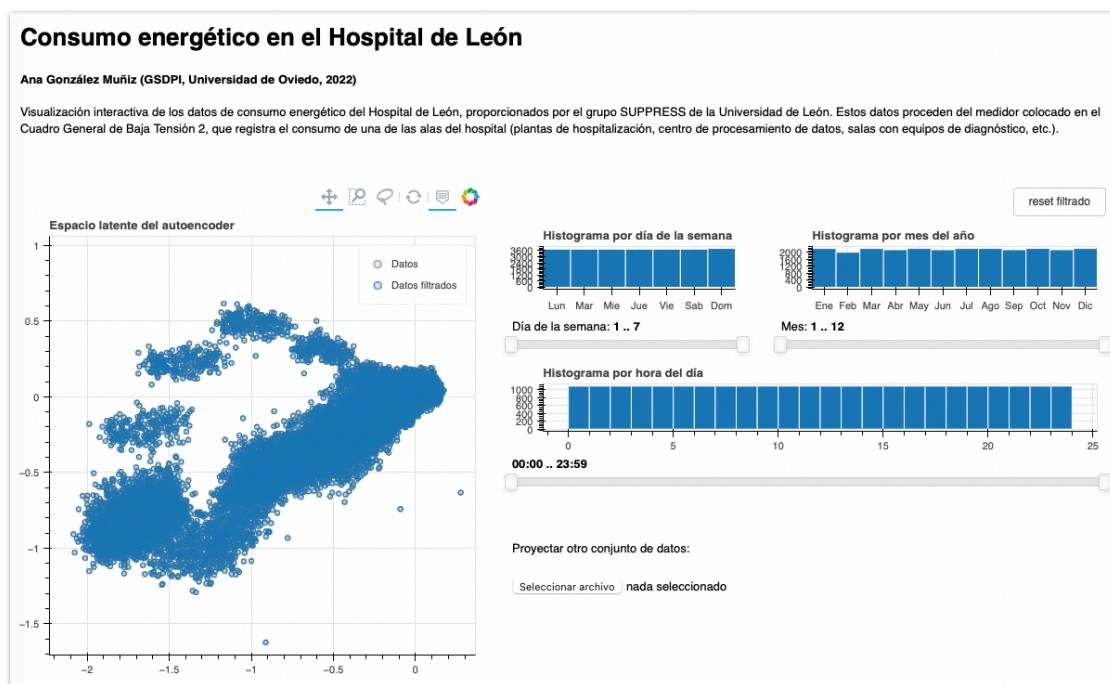 Consumo energético en el Hospital de León
Ana González Muñiz (GSDPI, Universidad de Oviedo, 2022)
Visualización interactiva de los datos de consumo energético del Hospital de León, proporcionados por el grupo SUPPRESS de la Universidad de León. Estos datos proceden del medidor colocado en el
Cuadro General de Baja Tensión 2, que registra el consumo de una de las alas del hospital (plantas de hospitalización, centro de procesamiento de datos, salas con equipos de diagnóstico, etc.).
reset filtrado
Espacio latente del autoencoder
1
0.5
0
−0.5
−1
−1.5
−2 −1.5 −1 −0.5 0
Datos
Datos filtrados
Histograma por día de la semana
3600
600
0
Lun Mar Mie Jue Vie Sab Dom
Día de la semana: 1 .. 7
Histograma por mes del año
2000
1600
1200
800
400
0
Ene Feb Mar Abr May Jun Jul Ago Sep Oct Nov Dic
Mes: 1 .. 12
Histograma por hora del día
1000
800
600
400
200
0
0 5 10 15 20 25
00:00 .. 23:59
Proyectar otro conjunto de datos:
Seleccionar archivo nada seleccionado